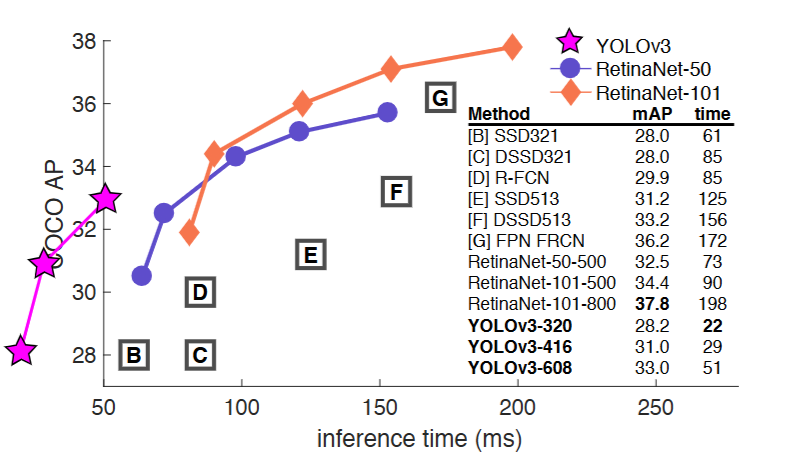 38
36
34
32
30
28
COCO AP
50
100
150
200
250
inference time (ms)
B
C
D
E
F
G
YOLOv3
RetinaNet-50
RetinaNet-101
Method mAP time
[B] SSD321 28.0 61
[C] DSSD321 28.0 85
[D] R-FCN 29.9 85
[E] SSD513 31.2 125
[F] DSSD513 33.2 156
[G] FPN FRCN 36.2 172
RetinaNet-50-500 32.5 73
RetinaNet-101-500 34.4 90
RetinaNet-101-800 37.8 198
YOLOv3-320 28.2 22
YOLOv3-416 31.0 29
YOLOv3-608 33.0 51